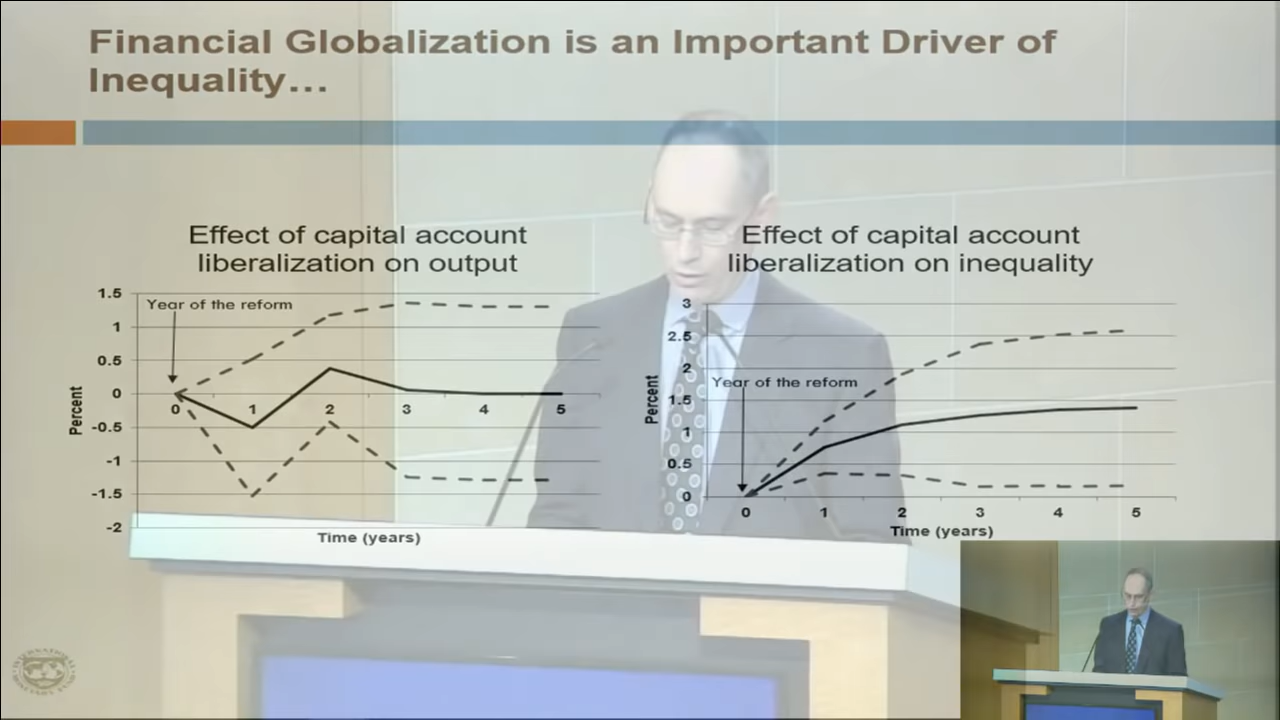 Financial Globalization is an Important Driver of
Inequality...
Effect of capital account
liberalization on output
1.5
Year of the reform
1
0.5
0
-0.5
-1
-1.5
-2
Percent
0 1 2 3 4 5
Time (years)
Effect of capital account
liberalization on inequality
3
2.5
2
Year of the reform
1.5
1
0.5
0
Percent
0 1 2 3 4 5
Time (years)
INTERNATIONAL
MONETARY FUND